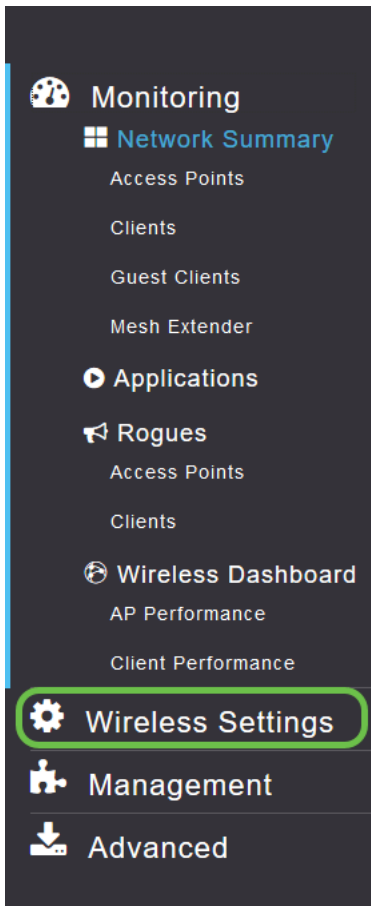 Monitoring
Network Summary
Access Points
Clients
Guest Clients
Mesh Extender
Applications
Rogues
Access Points
Clients
Wireless Dashboard
AP Performance
Client Performance
Wireless Settings
Management
Advanced